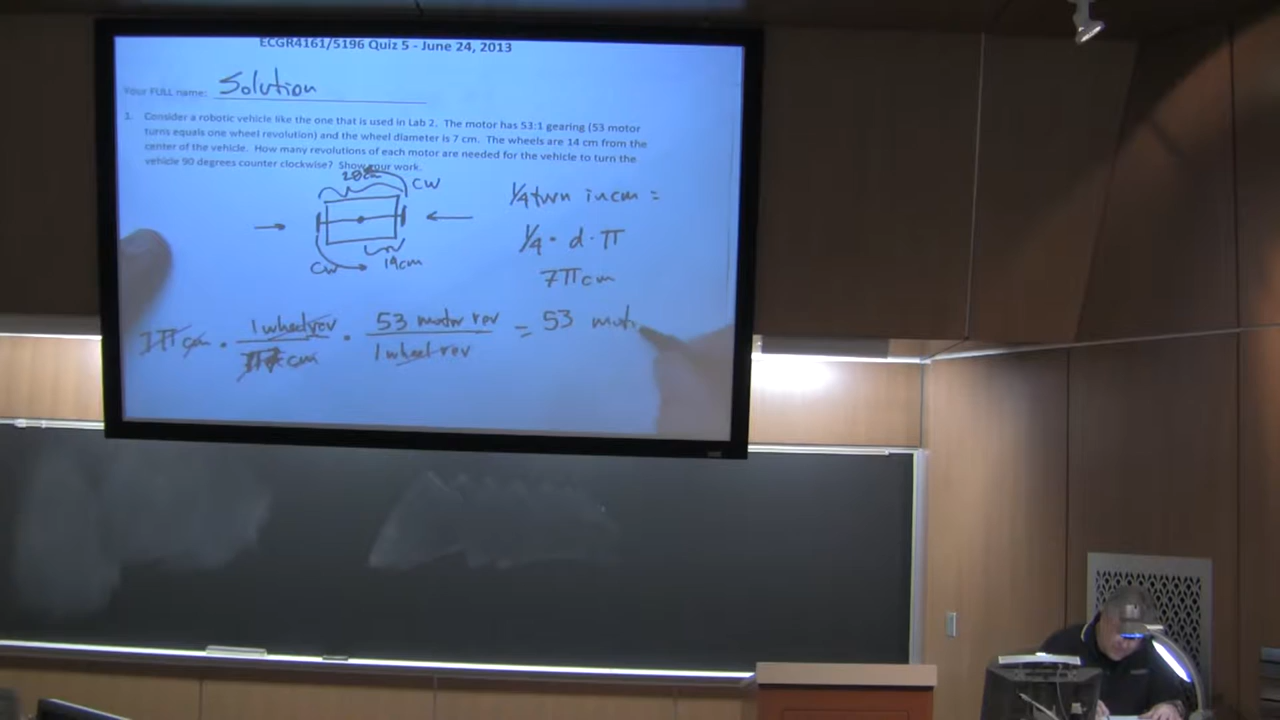 ECGR4161/5196 Quiz 5 - June 24, 2013
Your FULL name: Solution
1. Consider a robotic vehicle like the one that is used in Lab 2. The motor has 53:1 gearing (53 motor
turns equals one wheel revolution) and the wheel diameter is 7 cm. The wheels are 14 cm from the
center of the vehicle. How many revolutions of each motor are needed for the vehicle to turn the
vehicle 90 degrees counter clockwise? Show your work.
28cm
CW
CW
14cm
1/4 turn in cm =
1/4 · d · π
7π cm
7π cm · 1 wheel rev / 7π cm · 53 motor rev / 1 wheel rev = 53 moto